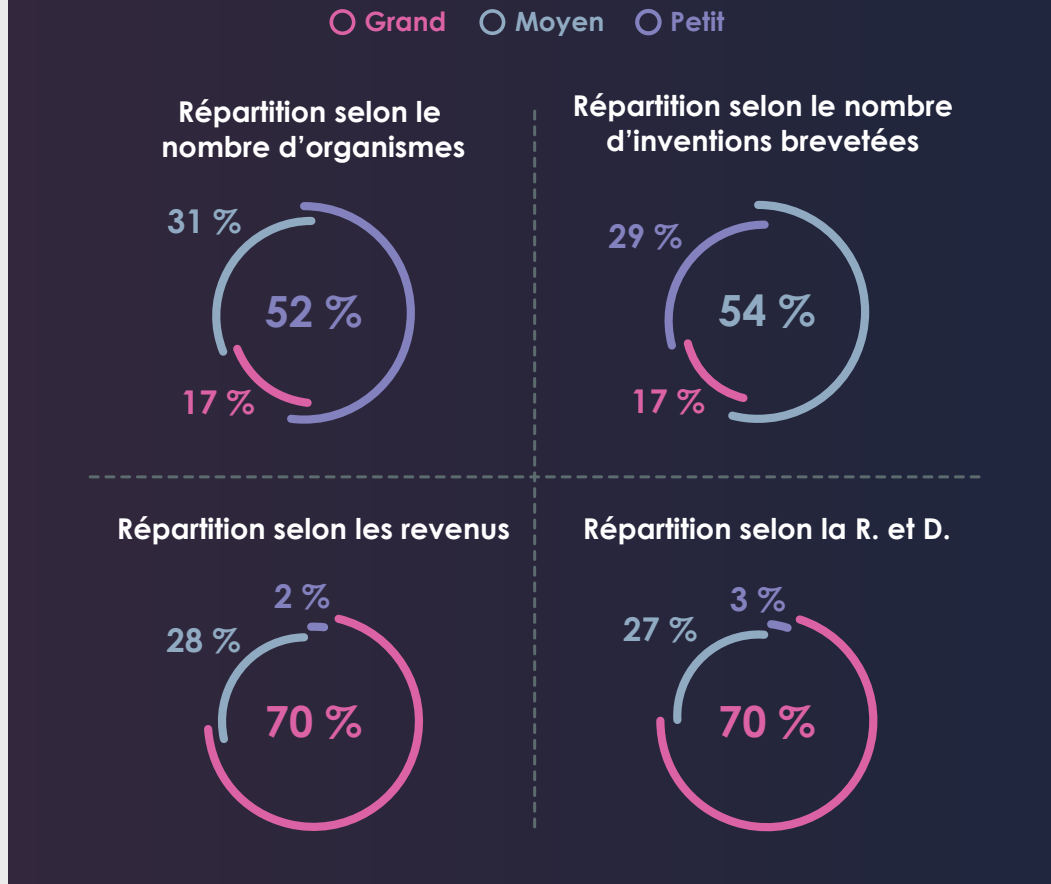 Grand Moyen Petit
Répartition selon le
nombre d'organismes
31 %
52 %
17 %
Répartition selon le nombre
d'inventions brevetées
29 %
54 %
17 %
Répartition selon les revenus
2 %
28 %
70 %
Répartition selon la R. et D.
3 %
27 %
70 %